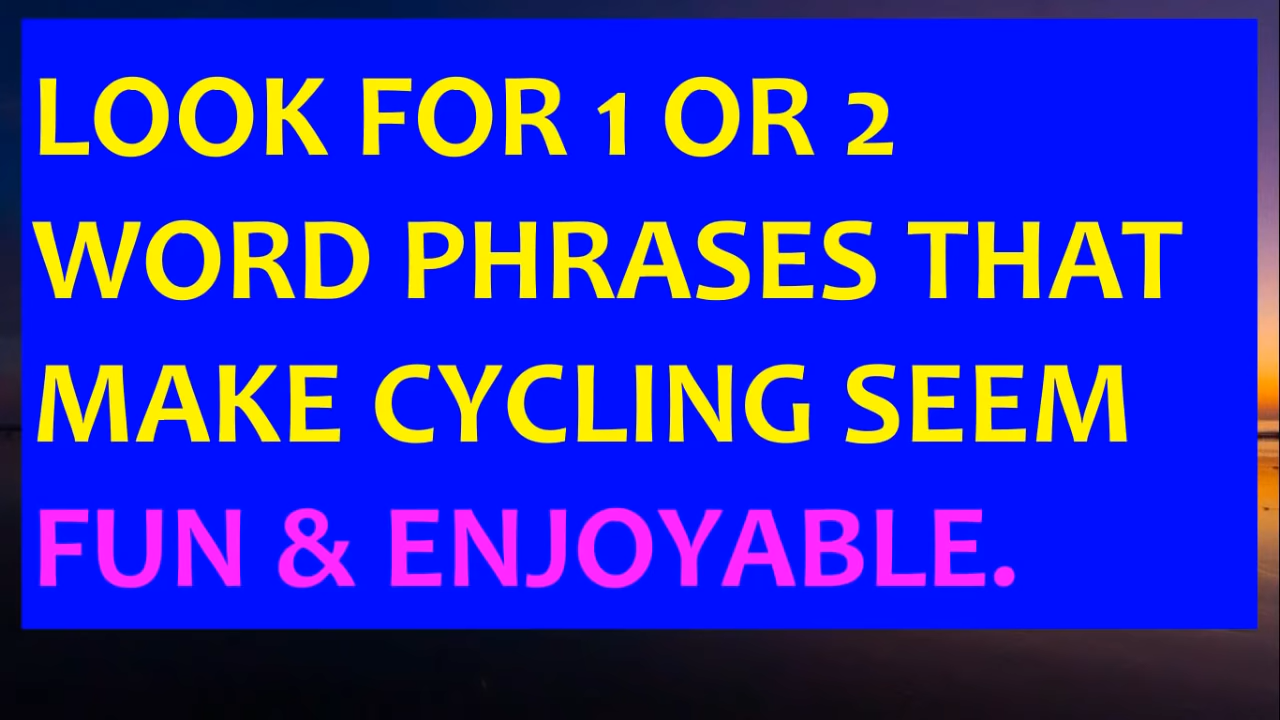 LOOK FOR 1 OR 2
WORD PHRASES THAT
MAKE CYCLING SEEM
FUN & ENJOYABLE.